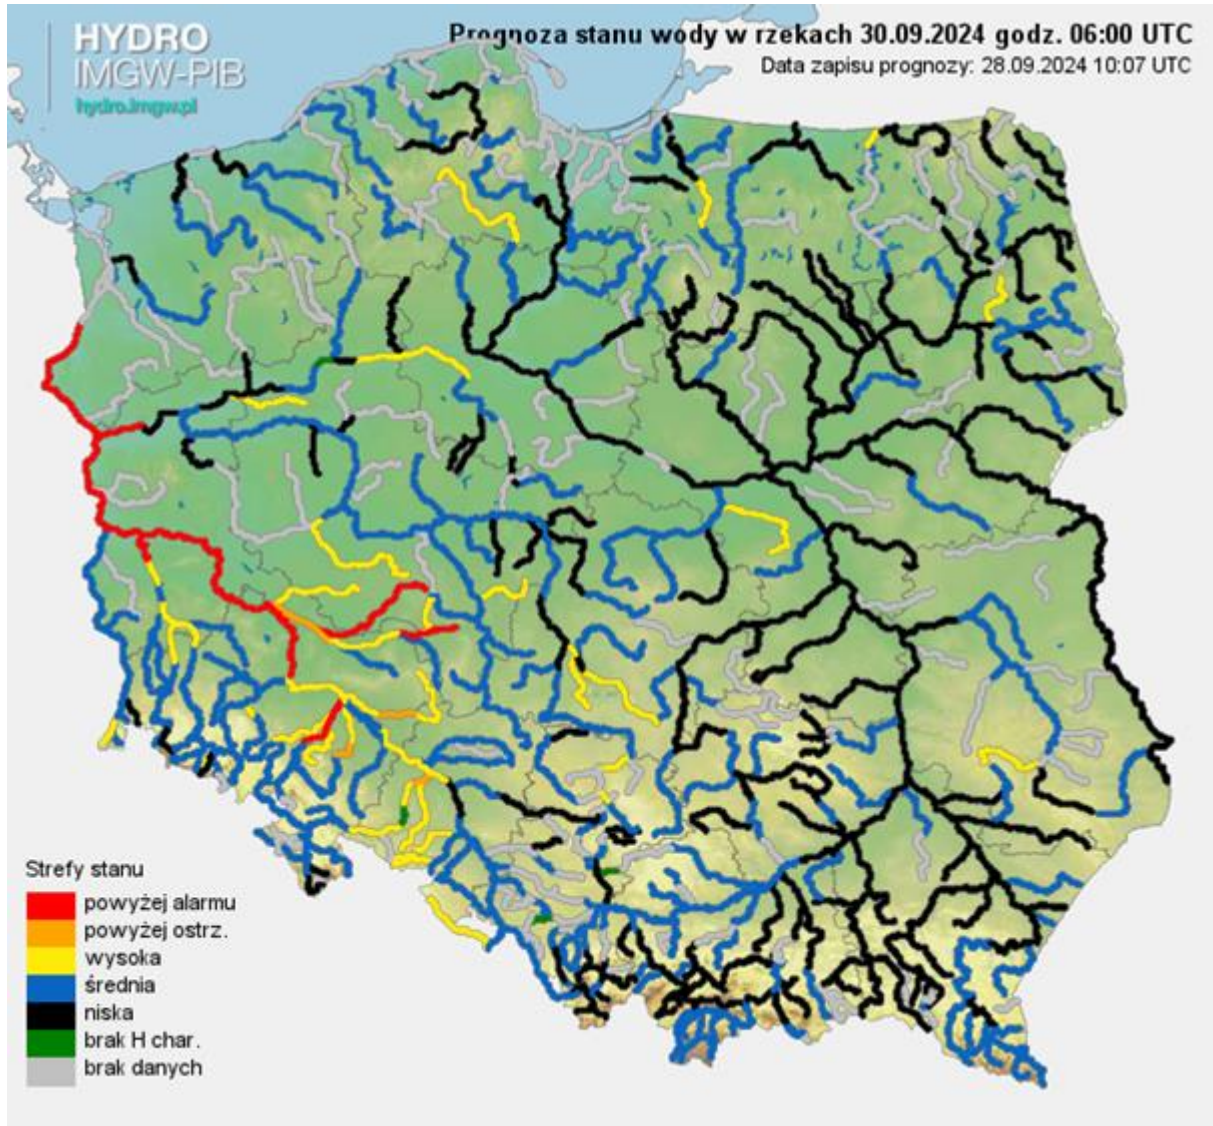 HYDRO
IMGW-PIB
hydro.imgw.pl
Prognoza stanu wody w rzekach 30.09.2024 godz. 06:00 UTC
Data zapisu prognozy: 28.09.2024 10:07 UTC
Strefy stanu
powyżej alarmu
powyżej ostrz.
wysoka
średnia
niska
brak H char.
brak danych